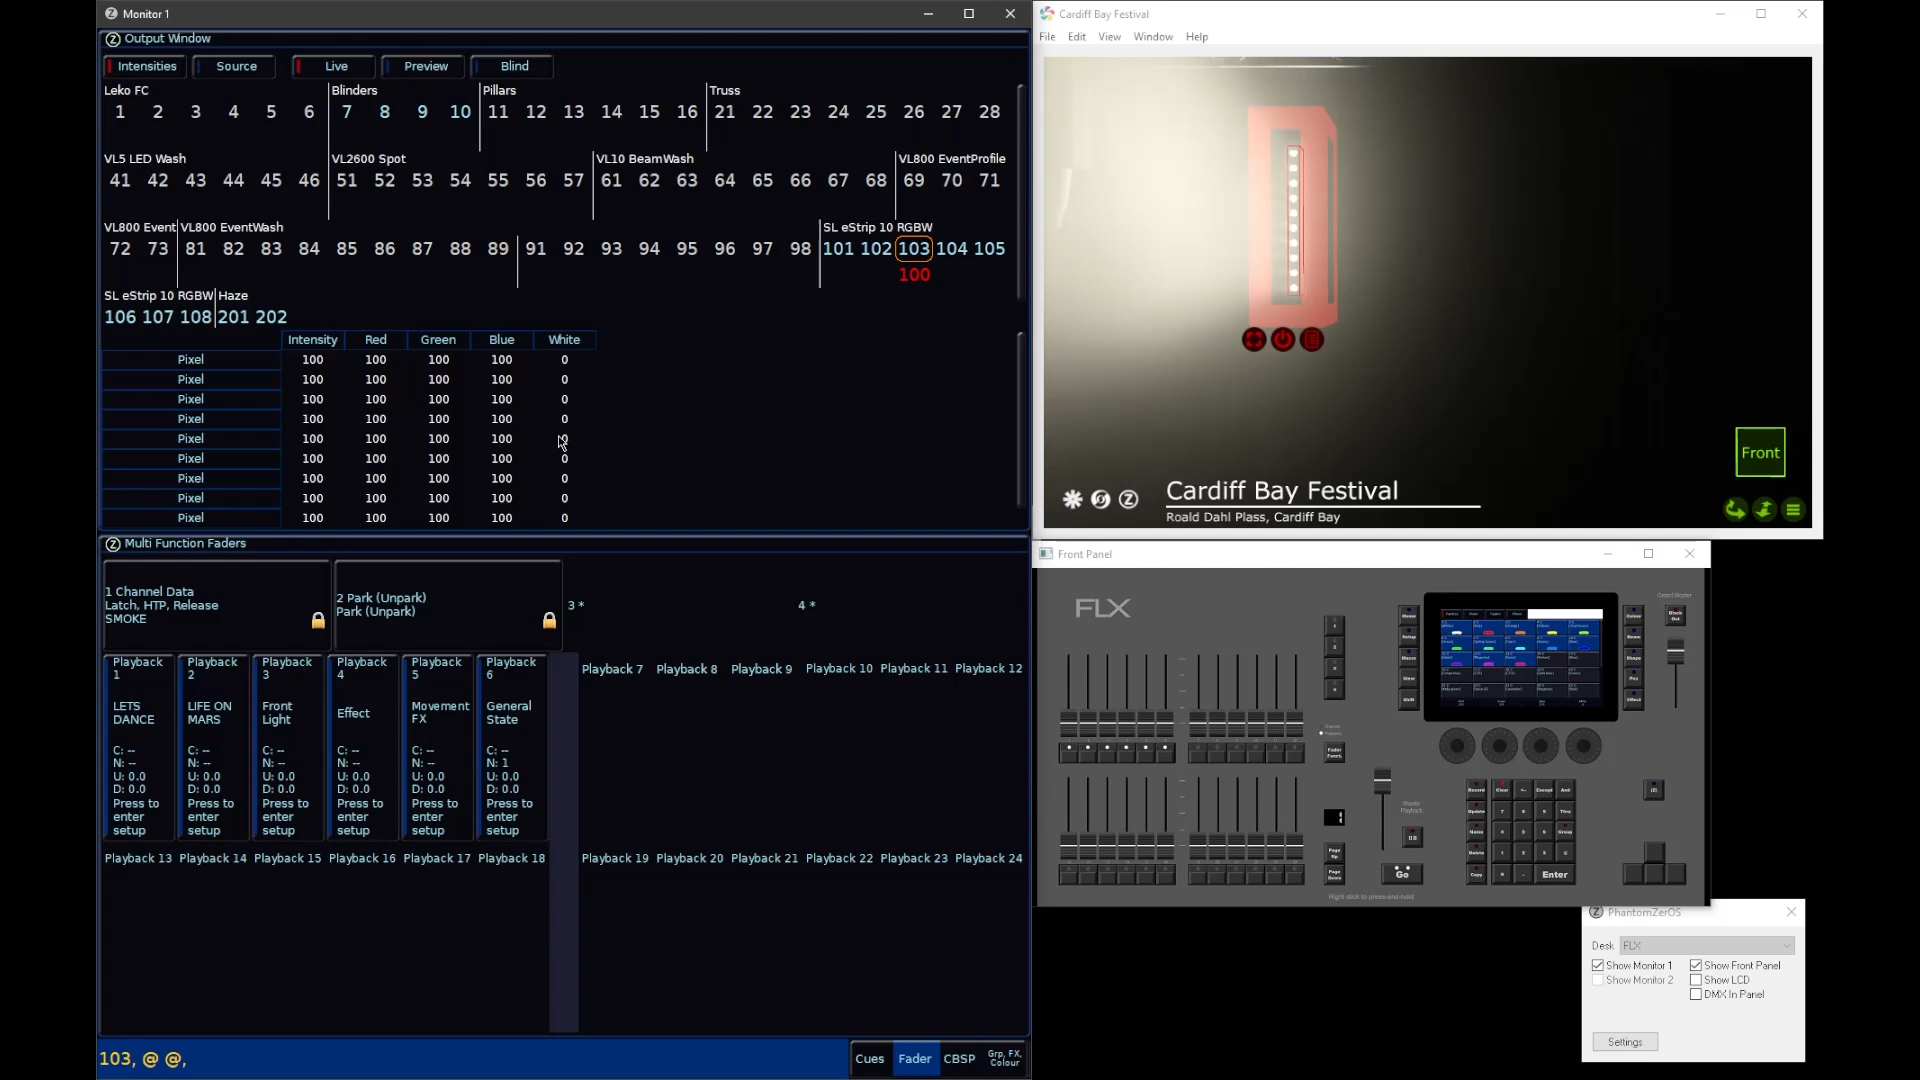 Monitor 1
Output Window
Intensities Source Live Preview Blind
Leko FC Blinders Pillars Truss
1 2 3 4 5 6 7 8 9 10 11 12 13 14 15 16 21 22 23 24 25 26 27 28
VL5 LED Wash VL2600 Spot VL10 BeamWash VL800 EventProfile
41 42 43 44 45 46 51 52 53 54 55 56 57 61 62 63 64 65 66 67 68 69 70 71
VL800 Event VL800 EventWash SL eStrip 10 RGBW
72 73 81 82 83 84 85 86 87 88 89 91 92 93 94 95 96 97 98 101 102 103 104 105
100
SL eStrip 10 RGBW Haze
106 107 108 201 202
Intensity Red Green Blue White
Pixel 100 100 100 100 0
Pixel 100 100 100 100 0
Pixel 100 100 100 100 0
Pixel 100 100 100 100 0
Pixel 100 100 100 100 0
Pixel 100 100 100 100 0
Pixel 100 100 100 100 0
Pixel 100 100 100 100 0
Pixel 100 100 100 100 0
Multi Function Faders
1 Channel Data
Latch, HTP, Release
SMOKE
2 Park (Unpark)
Park (Unpark)
3 *
4 *
Playback 1
LETS DANCE
C: --
N: --
U: 0.0
D: 0.0
Press to enter setup
Playback 2
LIFE ON MARS
C: --
N: --
U: 0.0
D: 0.0
Press to enter setup
Playback 3
Front Light
C: --
N: --
U: 0.0
D: 0.0
Press to enter setup
Playback 4
Effect
C: --
N: --
U: 0.0
D: 0.0
Press to enter setup
Playback 5
Movement FX
C: --
N: --
U: 0.0
D: 0.0
Press to enter setup
Playback 6
General State
C: --
N: 1
U: 0.0
D: 0.0
Press to enter setup
Playback 7 Playback 8 Playback 9 Playback 10 Playback 11 Playback 12
Playback 13 Playback 14 Playback 15 Playback 16 Playback 17 Playback 18 Playback 19 Playback 20 Playback 21 Playback 22 Playback 23 Playback 24
103, @ @,
Cues Fader CBSP Grp, FX, Colour
Cardiff Bay Festival
File Edit View Window Help
Front
Cardiff Bay Festival
Roald Dahl Plass, Cardiff Bay
Front Panel
FLX
Go
Enter
Right click to press and hold
PhantomZerOS
Desk FLX
Show Monitor 1 Show Front Panel
Show Monitor 2 Show LCD
DMX In Panel
Settings